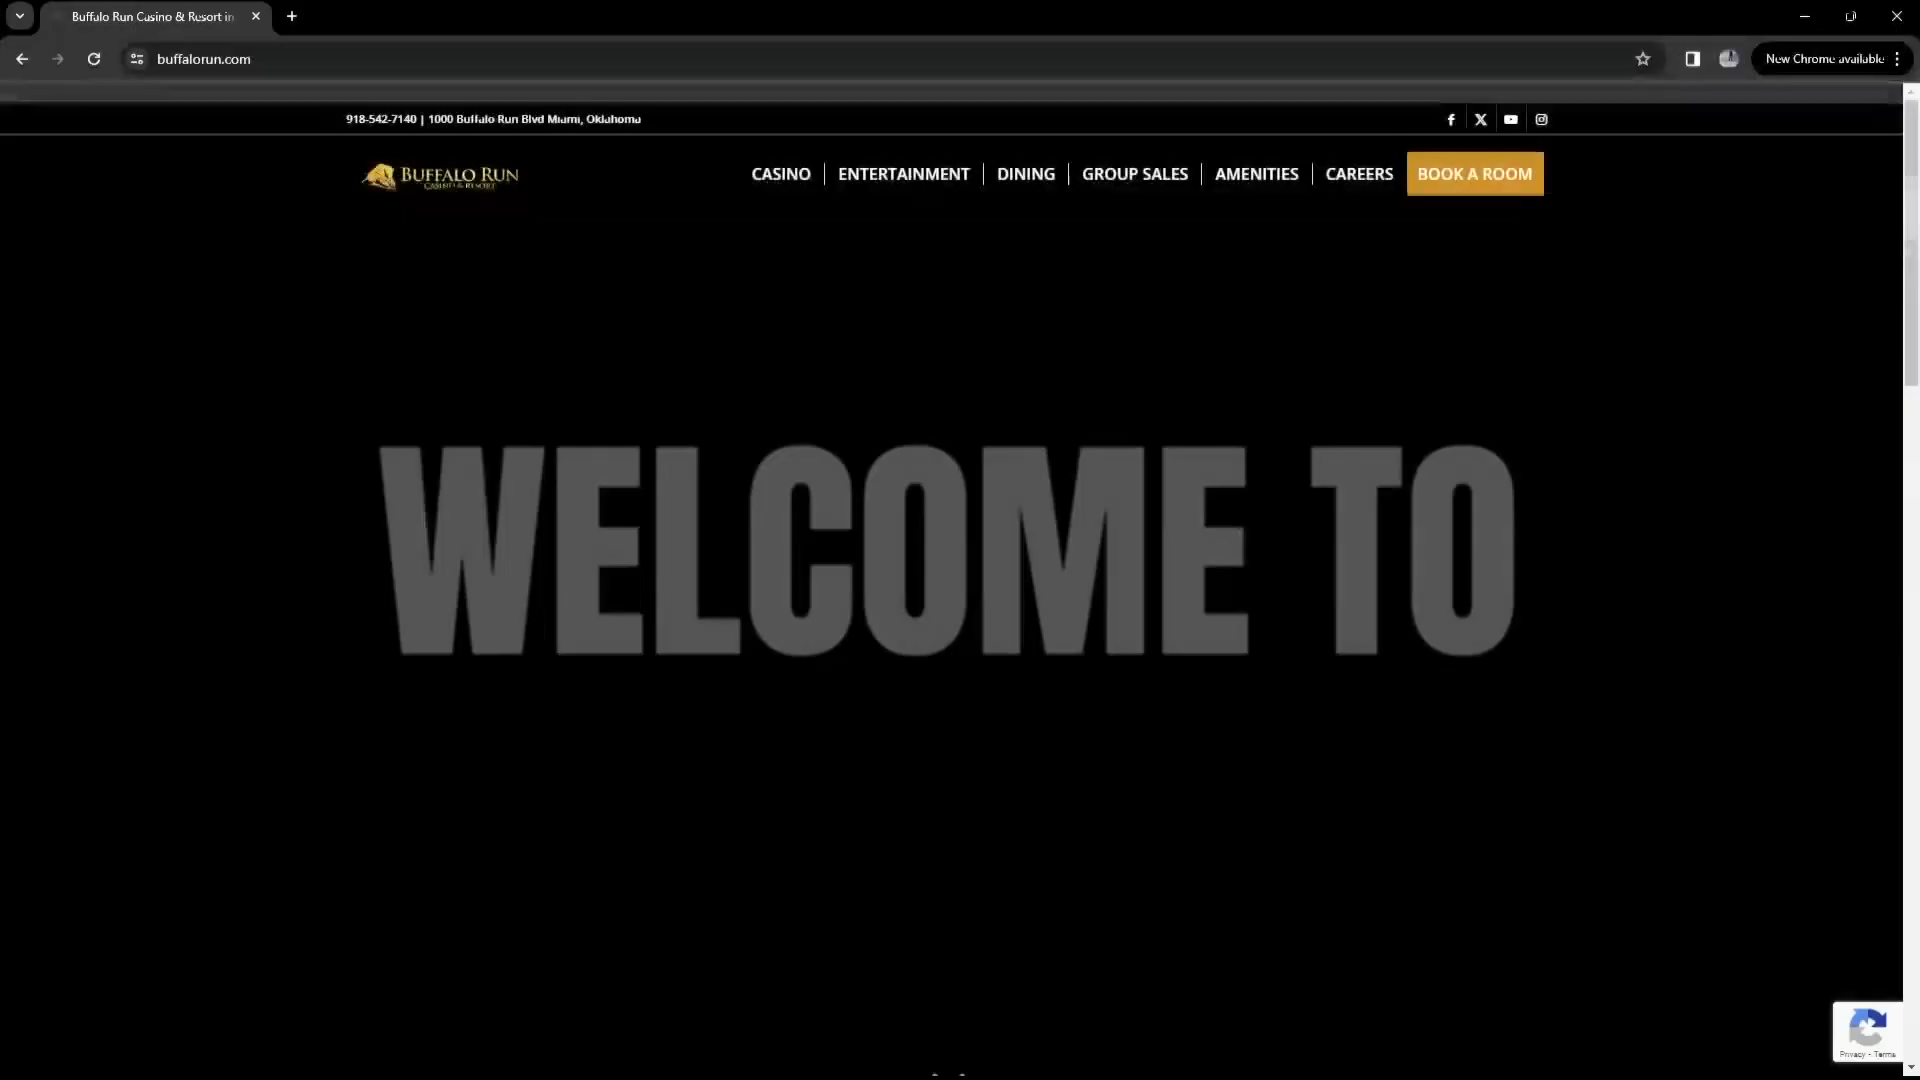 Buffalo Run Casino & Resort in
buffalorun.com
New Chrome available
918-542-7140 | 1000 Buffalo Run Blvd Miami, Oklahoma
BUFFALO RUN
CASINO & RESORT
CASINO
ENTERTAINMENT
DINING
GROUP SALES
AMENITIES
CAREERS
BOOK A ROOM
WELCOME TO
Privacy - Terms